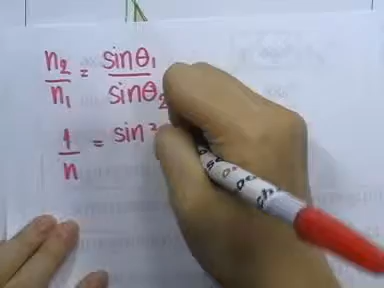 n₂/n₁ = sinθ₁/sinθ₂
1/n = sin